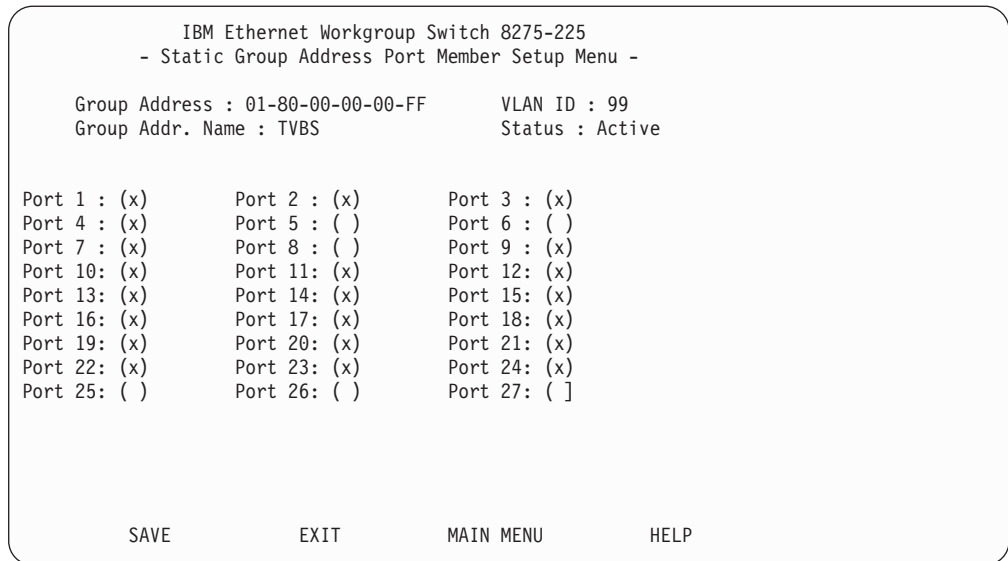 IBM Ethernet Workgroup Switch 8275-225
- Static Group Address Port Member Setup Menu -
Group Address : 01-80-00-00-00-FF VLAN ID : 99
Group Addr. Name : TVBS Status : Active
Port 1 : (x) Port 2 : (x) Port 3 : (x)
Port 4 : (x) Port 5 : ( ) Port 6 : ( )
Port 7 : (x) Port 8 : ( ) Port 9 : (x)
Port 10: (x) Port 11: (x) Port 12: (x)
Port 13: (x) Port 14: (x) Port 15: (x)
Port 16: (x) Port 17: (x) Port 18: (x)
Port 19: (x) Port 20: (x) Port 21: (x)
Port 22: (x) Port 23: (x) Port 24: (x)
Port 25: ( ) Port 26: ( ) Port 27: ( ]
SAVE EXIT MAIN MENU HELP